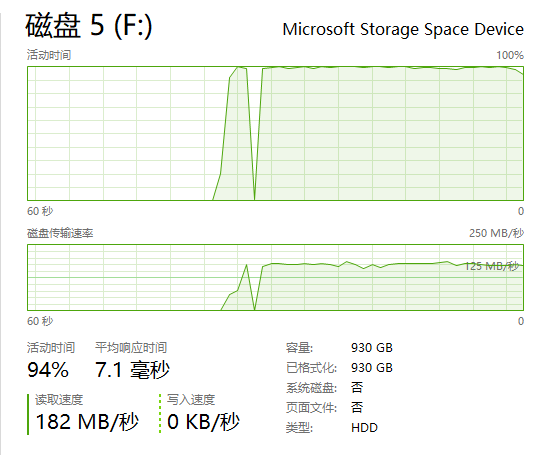 磁盘 5 (F:) Microsoft Storage Space Device
活动时间 100%
60 秒 0
磁盘传输速率 250 MB/秒
125 MB/秒
60 秒 0
活动时间 平均响应时间
94% 7.1 毫秒
读取速度 写入速度
182 MB/秒 0 KB/秒
容量: 930 GB
已格式化: 930 GB
系统磁盘: 否
页面文件: 否
类型: HDD